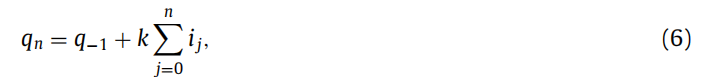 $q_n = q_{-1} + k \sum_{j=0}^{n} i_j,$ (6)